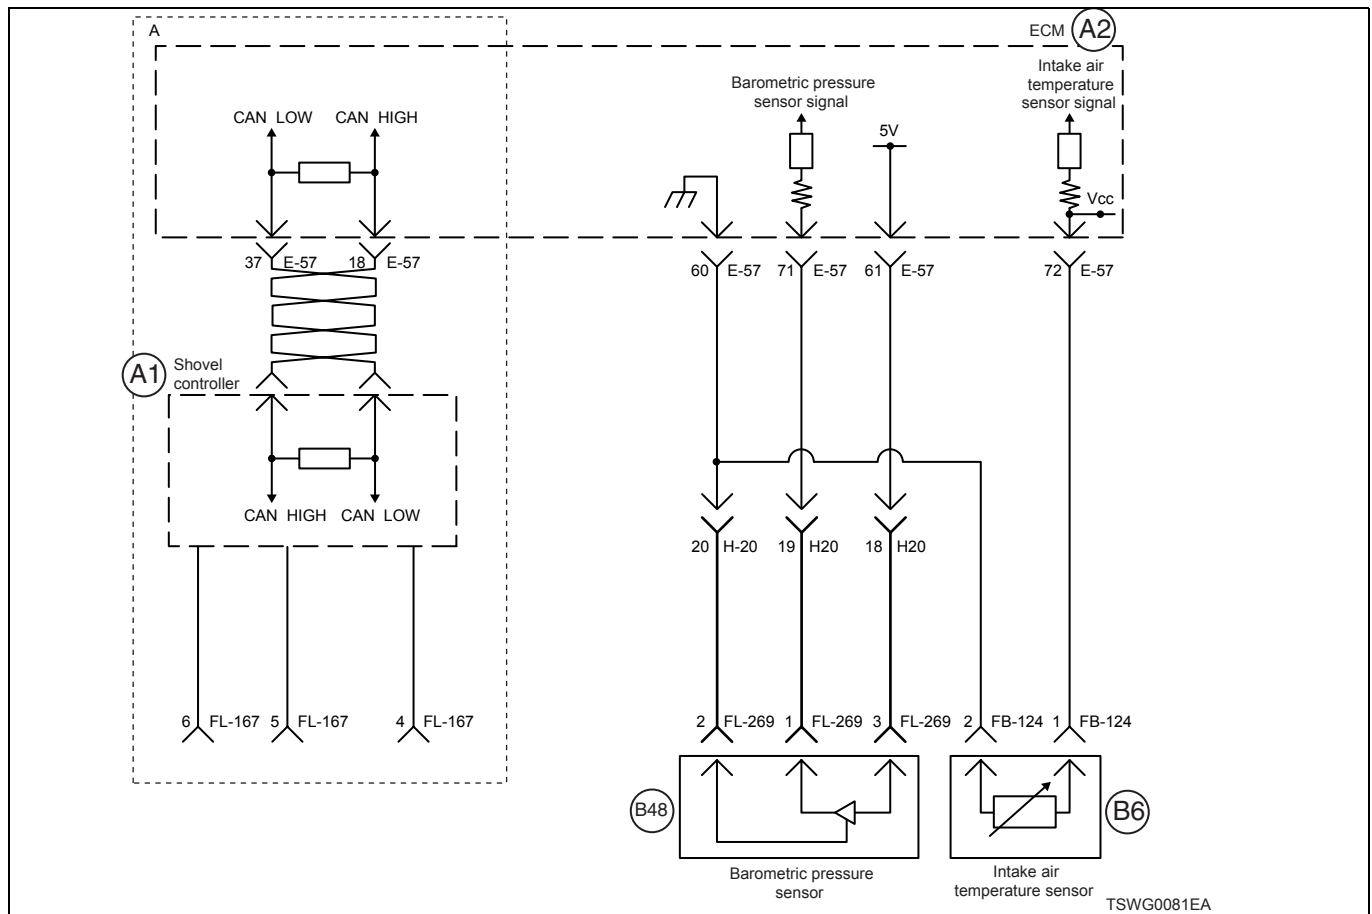 A
ECM A2
Intake air
temperature
sensor signal
Barometric pressure
sensor signal
CAN LOW CAN HIGH
5V
Vcc
37 E-57 18 E-57 60 E-57 71 E-57 61 E-57 72 E-57
A1 Shovel
controller
CAN HIGH CAN LOW
20 H-20 19 H20 18 H20
6 FL-167 5 FL-167 4 FL-167 2 FL-269 1 FL-269 3 FL-269 2 FB-124 1 FB-124
B48 B6
Barometric pressure
sensor
Intake air
temperature sensor
TSWG0081EA